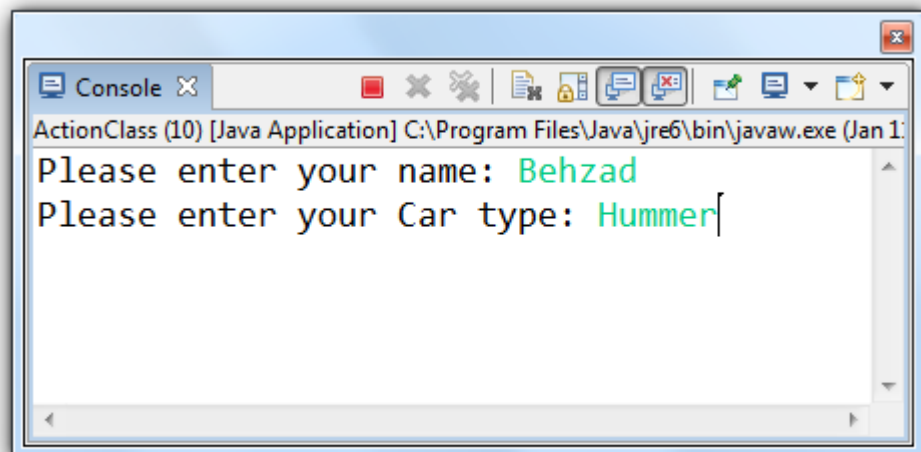 Console
ActionClass (10) [Java Application] C:\Program Files\Java\jre6\bin\javaw.exe (Jan 1
Please enter your name: Behzad
Please enter your Car type: Hummer